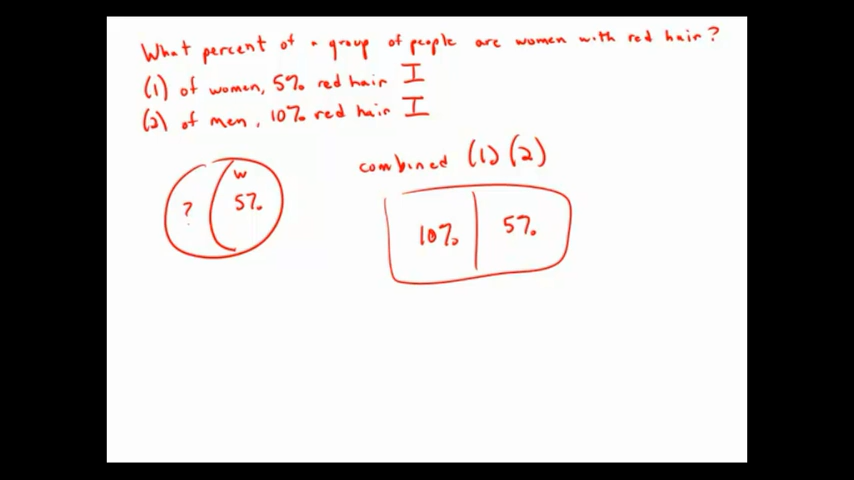 What percent of a group of people are women with red hair?
(1) of women, 5% red hair I
(2) of men, 10% red hair I
combined (1) (2)
W
? 5%
10% 5%